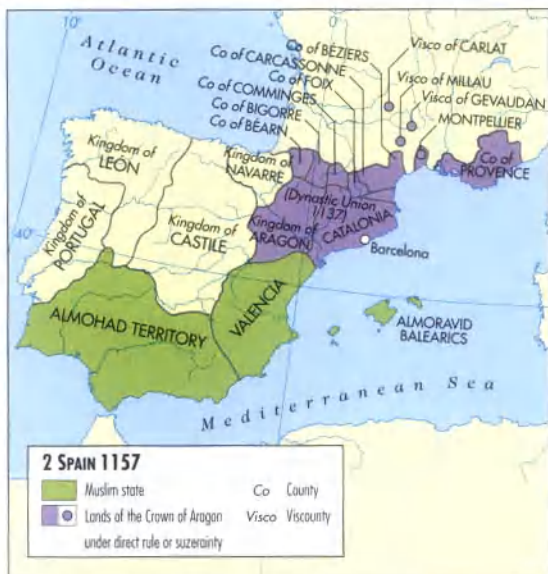 10°
0°
Atlantic
Ocean
Co of BÉZIERS
Co of CARCASSONNE
Co of FOIX
Co of COMMINGES
Co of BIGORRE
Co of BÉARN
Visco of CARLAT
Visco of MILLAU
Visco of GEVAUDAN
MONTPELLIER
Co of
PROVENCE
Kingdom of
LEÓN
Kingdom of
NAVARRE
(Dynastic Union
1137)
Kingdom of
ARAGON
CATALONIA
Barcelona
Kingdom of
PORTUGAL
Kingdom of
CASTILE
40°
ALMOHAD TERRITORY
VALENCIA
ALMORAVID
BALEARICS
Mediterranean Sea
2 SPAIN 1157
Muslim state
Lands of the Crown of Aragon
under direct rule or suzerainty
Co County
Visco Viscounty